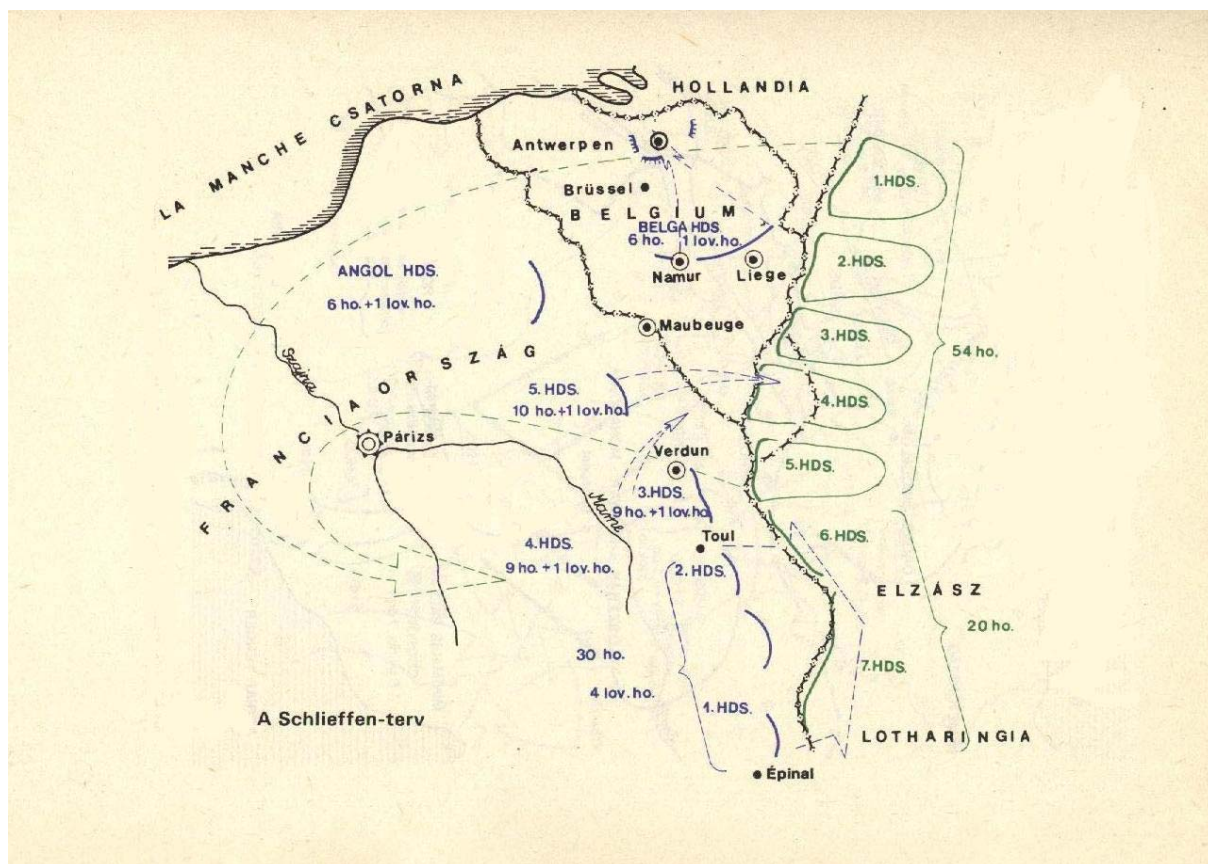 LA MANCHE CSATORNA
HOLLANDIA
Antwerpen
Brüssel
BELGIUM
BELGA HDS.
6 ho. 1 lov. ho.
Namur
Liege
ANGOL HDS.
6 ho. + 1 lov. ho.
Maubeuge
Szajna
FRANCIAORSZÁG
5. HDS.
10 ho. + 1 lov. ho.
Párizs
Verdun
3. HDS.
9 ho. + 1 lov. ho.
Marne
Toul
4. HDS.
9 ho. + 1 lov. ho.
2. HDS.
30 ho.
4 lov. ho.
1. HDS.
Épinal
1. HDS.
2. HDS.
3. HDS.
4. HDS.
5. HDS.
54 ho.
6. HDS.
ELZÁSZ
20 ho.
7. HDS.
LOTHARINGIA
A Schlieffen-terv